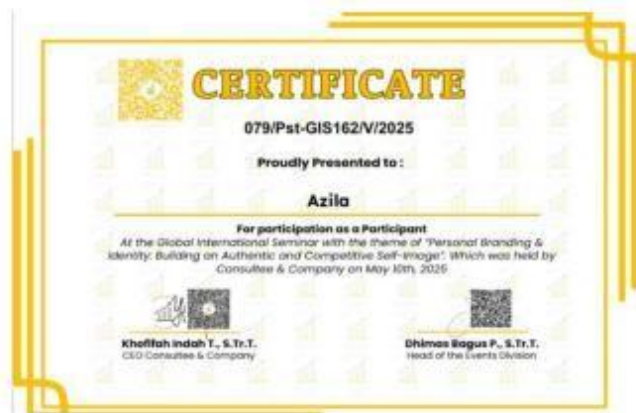 CERTIFICATE
079/Pst-GIS162/V/2025
Proudly Presented to :
Azila
For participation as a Participant
At the Global International Seminar with the theme of "Personal Branding &
Identity: Building an Authentic and Competitive Self-Image". Which was held by
Consultee & Company on May 10th, 2025
Khofifah Indah T., S.Tr.T.
CEO Consultee & Company
Dhimas Bagus P., S.Tr.T.
Head of the Events Division